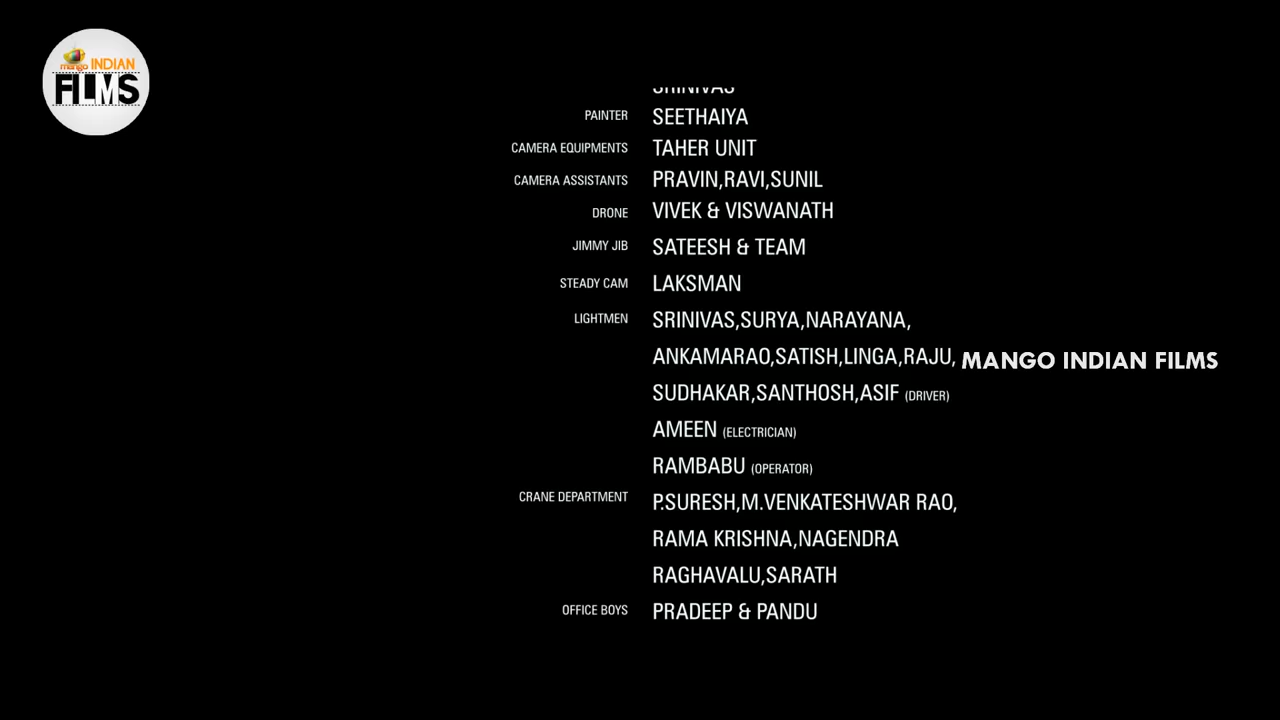 mango INDIAN
FILMS
SRINIVAS
PAINTER SEETHAIYA
CAMERA EQUIPMENTS TAHER UNIT
CAMERA ASSISTANTS PRAVIN,RAVI,SUNIL
DRONE VIVEK & VISWANATH
JIMMY JIB SATEESH & TEAM
STEADY CAM LAKSMAN
LIGHTMEN SRINIVAS,SURYA,NARAYANA,
ANKAMARAO,SATISH,LINGA,RAJU, MANGO INDIAN FILMS
SUDHAKAR,SANTHOSH,ASIF (DRIVER)
AMEEN (ELECTRICIAN)
RAMBABU (OPERATOR)
CRANE DEPARTMENT P.SURESH,M.VENKATESHWAR RAO,
RAMA KRISHNA,NAGENDRA
RAGHAVALU,SARATH
OFFICE BOYS PRADEEP & PANDU